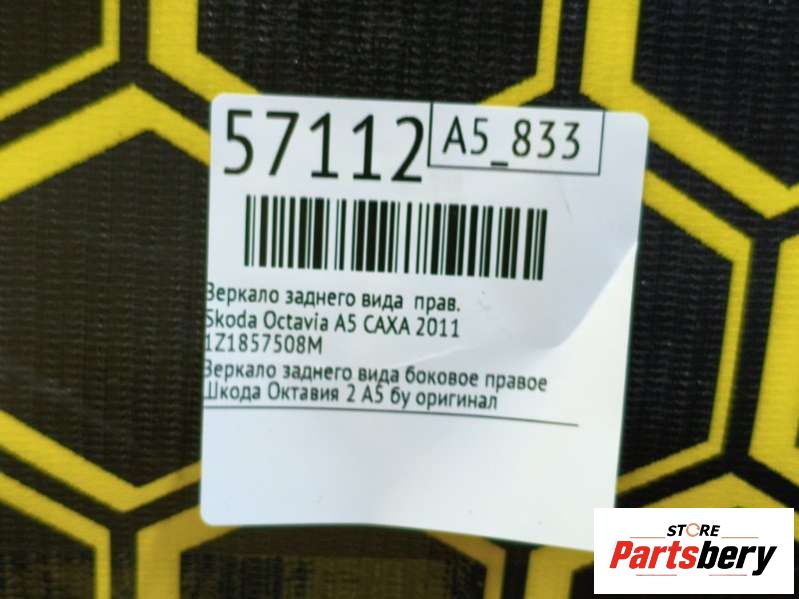 57112
A5_833
Зеркало заднего вида прав.
Skoda Octavia A5 CAXA 2011
1Z1857508M
Зеркало заднего вида боковое правое
Шкода Октавия 2 А5 бу оригинал
STORE
Partsbery